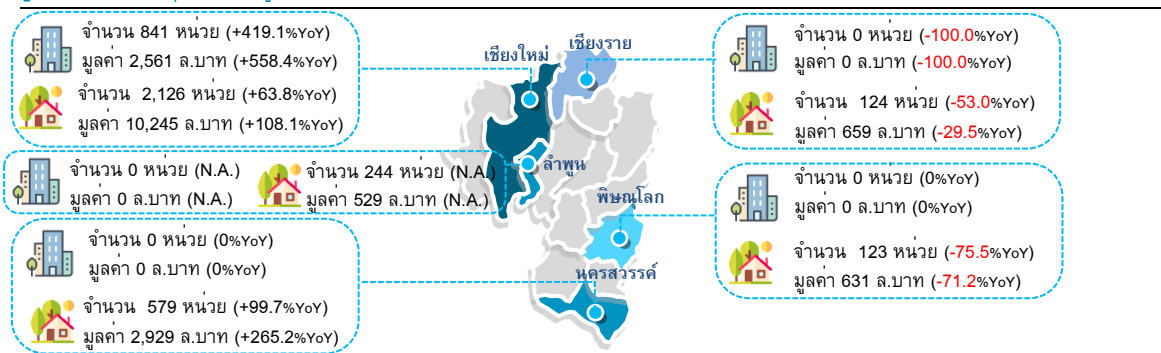 จำนวน 841 หน่วย (+419.1%YoY)
มูลค่า 2,561 ล.บาท (+558.4%YoY)
จำนวน 2,126 หน่วย (+63.8%YoY)
มูลค่า 10,245 ล.บาท (+108.1%YoY)
เชียงใหม่
เชียงราย
จำนวน 0 หน่วย (-100.0%YoY)
มูลค่า 0 ล.บาท (-100.0%YoY)
จำนวน 124 หน่วย (-53.0%YoY)
มูลค่า 659 ล.บาท (-29.5%YoY)
จำนวน 0 หน่วย (N.A.)
มูลค่า 0 ล.บาท (N.A.)
จำนวน 244 หน่วย (N.A.)
มูลค่า 529 ล.บาท (N.A.)
ลำพูน
พิษณุโลก
จำนวน 0 หน่วย (0%YoY)
มูลค่า 0 ล.บาท (0%YoY)
จำนวน 123 หน่วย (-75.5%YoY)
มูลค่า 631 ล.บาท (-71.2%YoY)
จำนวน 0 หน่วย (0%YoY)
มูลค่า 0 ล.บาท (0%YoY)
จำนวน 579 หน่วย (+99.7%YoY)
มูลค่า 2,929 ล.บาท (+265.2%YoY)
นครสวรรค์